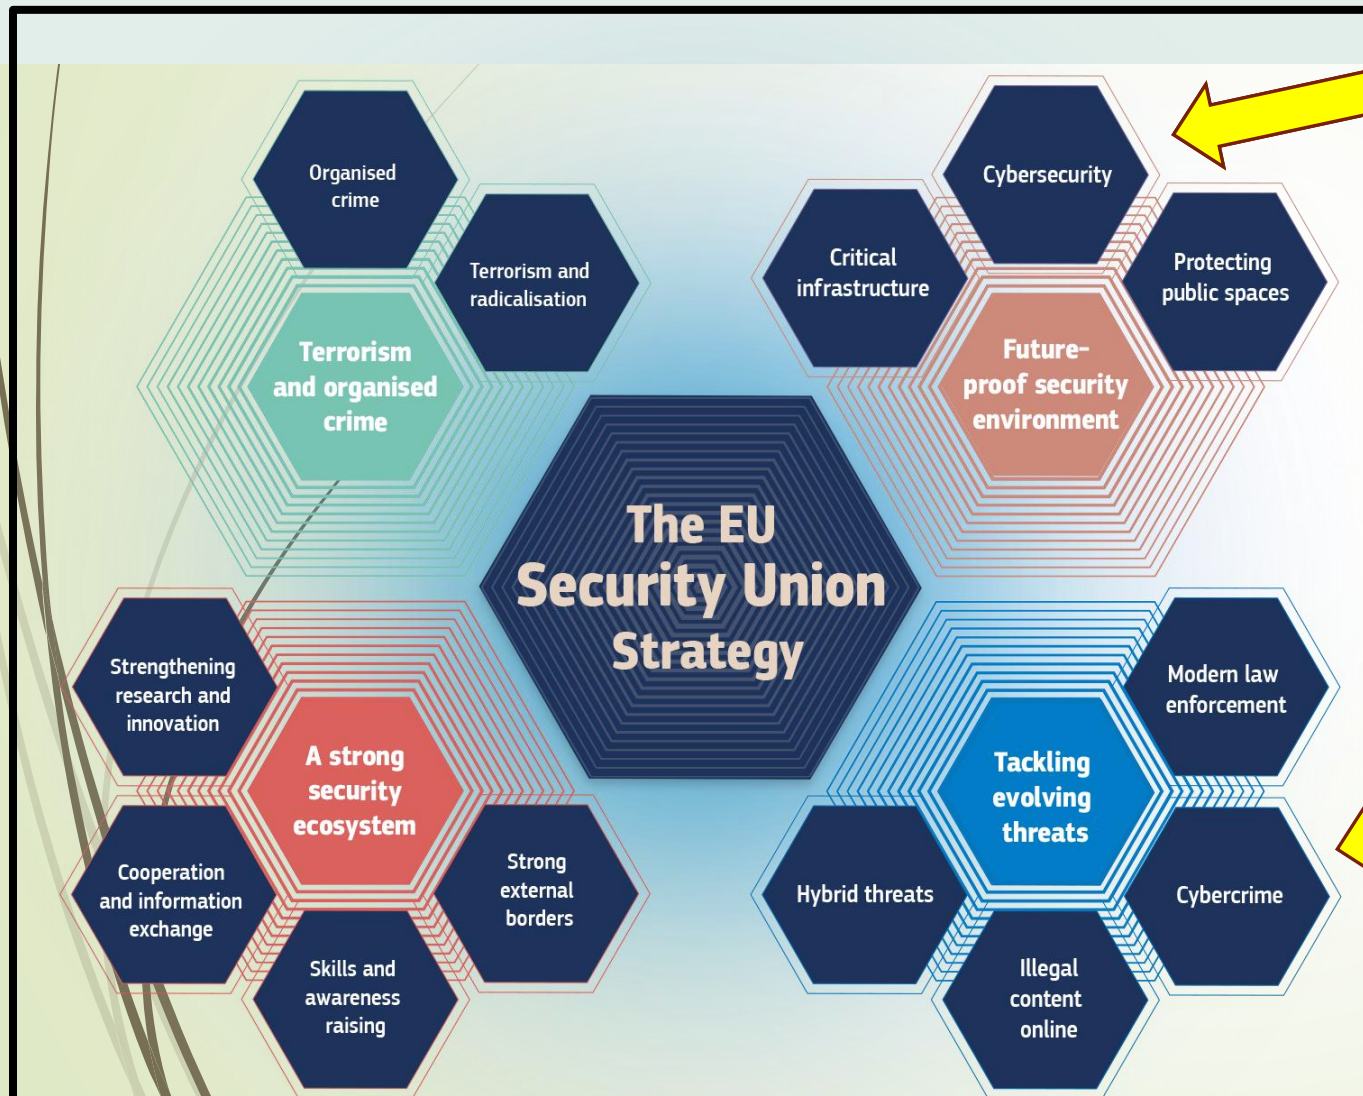 Organised
crime
Terrorism and
radicalisation
Terrorism
and organised
crime
Cybersecurity
Critical
infrastructure
Protecting
public spaces
Future-
proof security
environment
The EU
Security Union
Strategy
Strengthening
research and
innovation
A strong
security
ecosystem
Cooperation
and information
exchange
Strong
external
borders
Skills and
awareness
raising
Modern law
enforcement
Tackling
evolving
threats
Hybrid threats
Cybercrime
Illegal
content
online